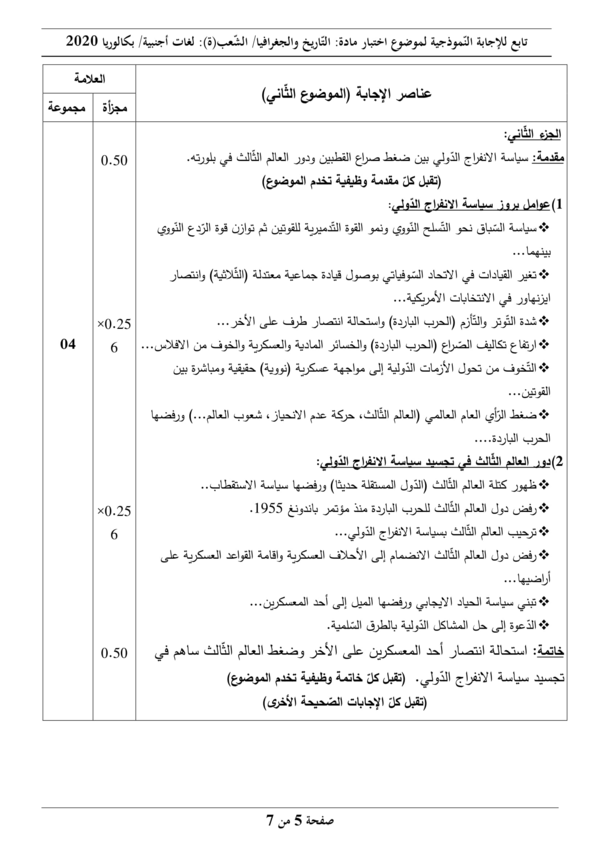 تابع للإجابة النّموذجية لموضوع اختبار مادة: التّاريخ والجغرافيا/ الشّعب(ة): لغات أجنبية/ بكالوريا 2020
العلامة
عناصر الإجابة (الموضوع الثّاني)
مجموعة
مجزأة
الجزء الثّاني:
مقدمة: سياسة الانفراج الدّولي بين ضغط صراع القطبين ودور العالم الثّالث في بلورته.
0.50
(تقبل كلّ مقدمة وظيفية تخدم الموضوع)
1)عوامل بروز سياسة الانفراج الدّولي:
❖سياسة السّباق نحو التّسلح النّووي ونمو القوة التّدميرية للقوتين ثم توازن قوة الرّدع النّووي
بينهما...
❖تغير القيادات في الاتحاد السّوفياتي بوصول قيادة جماعية معتدلة (الثّلاثية) وانتصار
ايزنهاور في الانتخابات الأمريكية...
❖شدة التّوتر والتّأزم (الحرب الباردة) واستحالة انتصار طرف على الأخر...
×0.25
❖ارتفاع تكاليف الصّراع (الحرب الباردة) والخسائر المادية والعسكرية والخوف من الافلاس...
6
04
❖التّخوف من تحول الأزمات الدّولية إلى مواجهة عسكرية (نووية) حقيقية ومباشرة بين
القوتين...
❖ضغط الرّأي العام العالمي (العالم الثّالث، حركة عدم الانحياز، شعوب العالم...) ورفضها
الحرب الباردة....
2)دور العالم الثّالث في تجسيد سياسة الانفراج الدّولي:
❖ظهور كتلة العالم الثّالث (الدّول المستقلة حديثا) ورفضها سياسة الاستقطاب..
❖رفض دول العالم الثّالث للحرب الباردة منذ مؤتمر باندونغ 1955.
×0.25
❖ترحيب العالم الثّالث بسياسة الانفراج الدّولي...
6
❖رفض دول العالم الثّالث الانضمام إلى الأحلاف العسكرية واقامة القواعد العسكرية على
أراضيها...
❖تبني سياسة الحياد الايجابي ورفضها الميل إلى أحد المعسكرين...
❖الدّعوة إلى حل المشاكل الدّولية بالطرق السّلمية.
خاتمة: استحالة انتصار أحد المعسكرين على الأخر وضغط العالم الثّالث ساهم في
0.50
تجسيد سياسة الانفراج الدّولي. (تقبل كلّ خاتمة وظيفية تخدم الموضوع)
(تقبل كلّ الإجابات الصّحيحة الأخرى)
صفحة 5 من 7